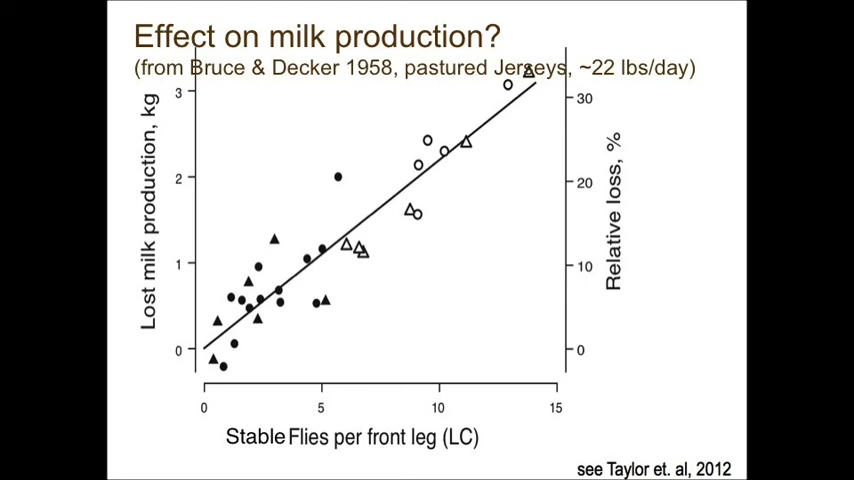 Effect on milk production?
(from Bruce & Decker 1958, pastured Jerseys, ~22 lbs/day)
Lost milk production, kg
3
2
1
0
30
20
10
0
Relative loss, %
0 5 10 15
Stable Flies per front leg (LC)
see Taylor et. al, 2012